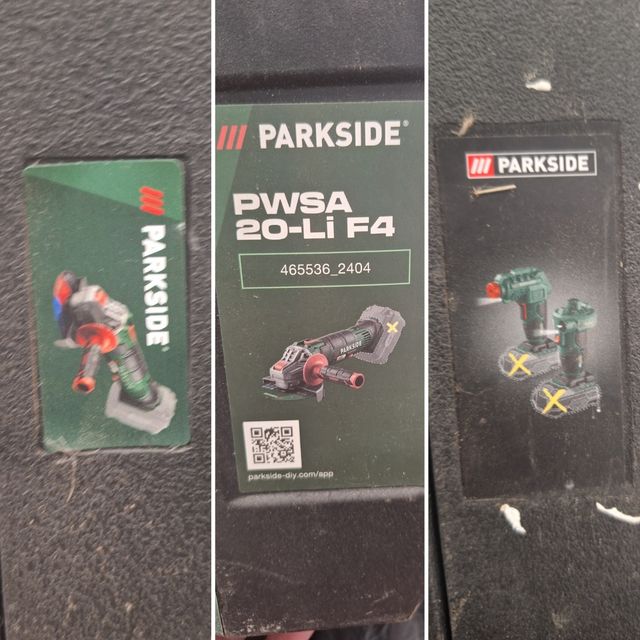 PARKSIDE
PARKSIDE®
PWSA
20-Li F4
465536_2404
PARKSIDE
parkside-diy.com/app
PARKSIDE